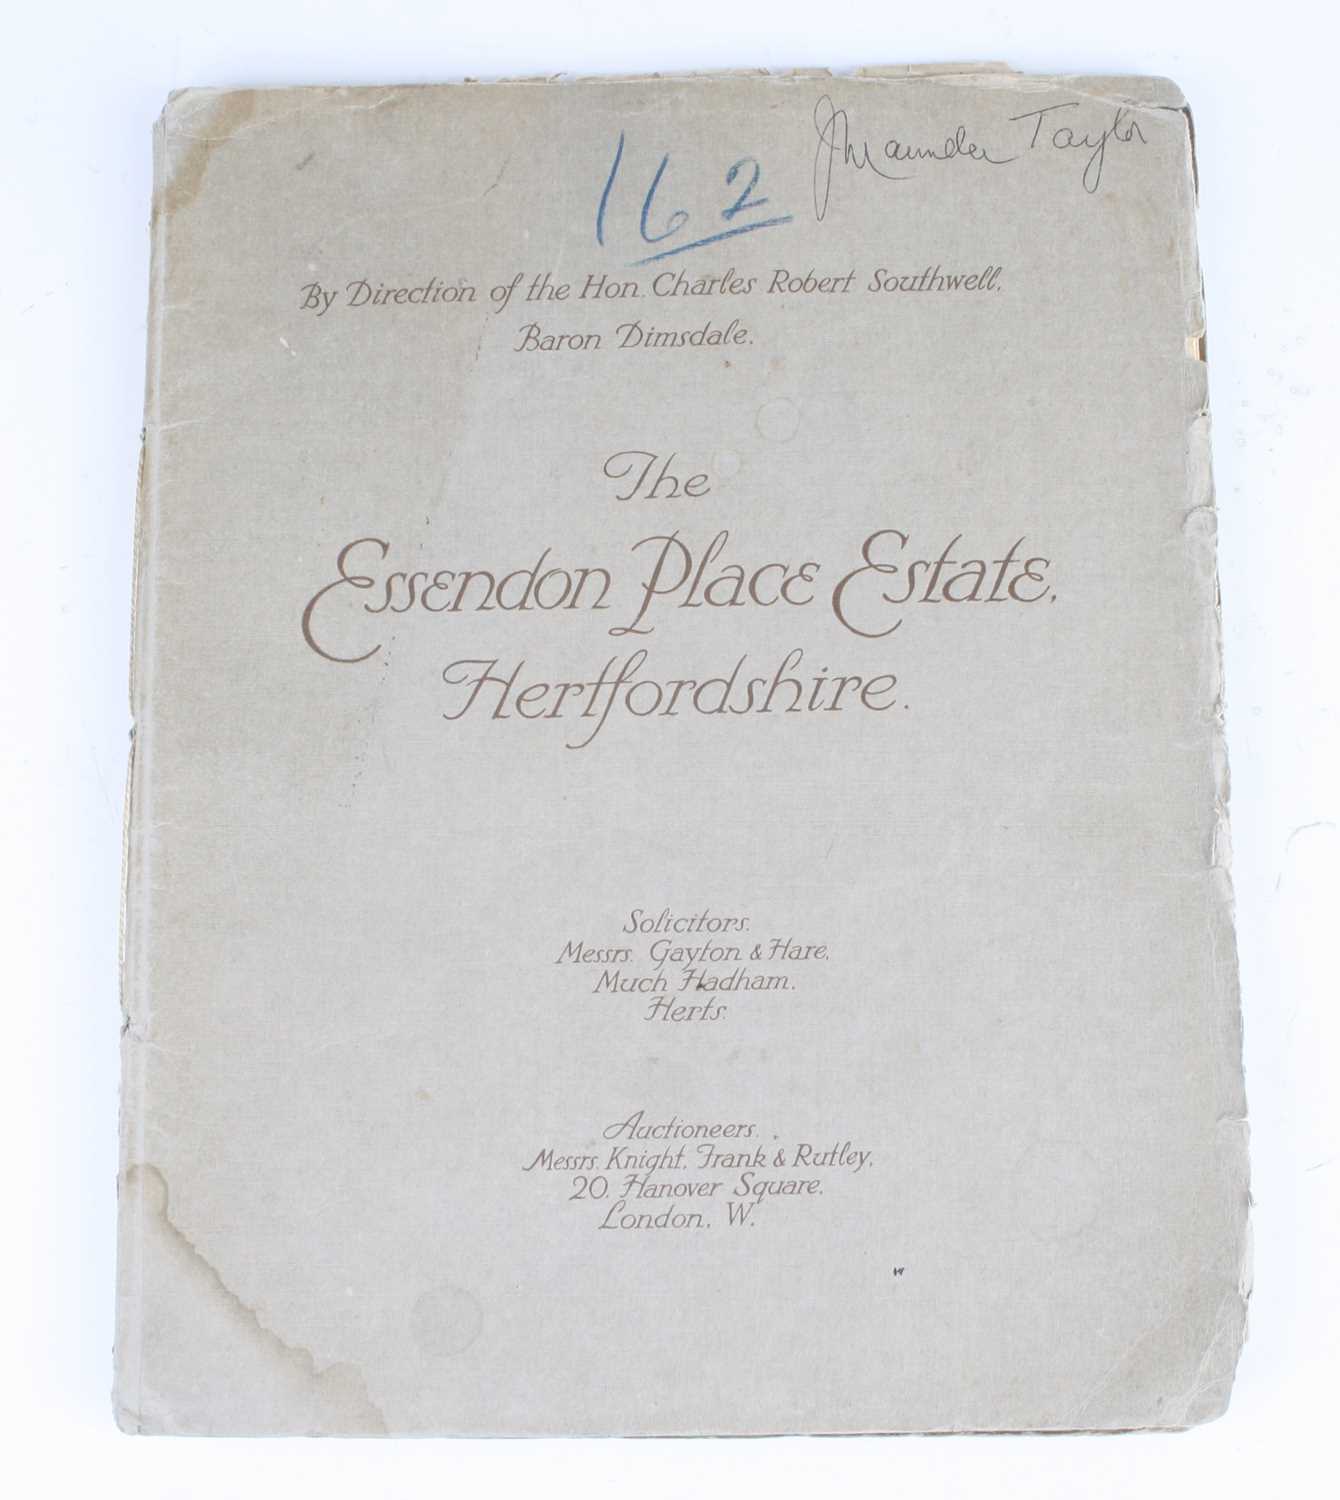 162
J Maunder Taylor
By Direction of the Hon. Charles Robert Southwell,
Baron Dimsdale.
The
Essendon Place Estate,
Hertfordshire.
Solicitors.
Messrs. Gayton & Hare,
Much Hadham,
Herts.
Auctioneers.
Messrs. Knight, Frank & Rutley,
20, Hanover Square,
London, W.